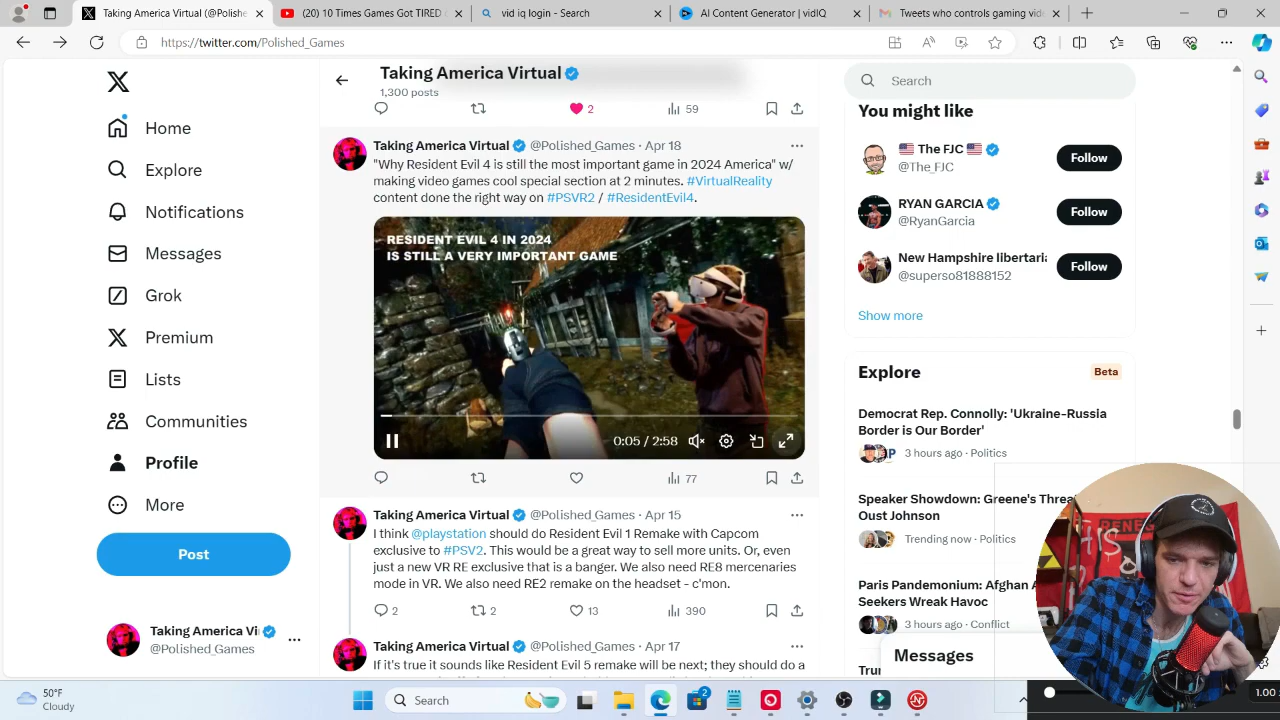 X Taking America Virtual (@Polishe
(20) 10 Times Games Got TIRED
vid iq login - Search
AI Content Generator | vidIQ
Tweets who controls gaming vide
https://twitter.com/Polished_Games
Taking America Virtual
1,300 posts
Search
Home
Explore
Notifications
Messages
Grok
Premium
Lists
Communities
Profile
More
Post
Taking America Vi
@Polished_Games
2
59
Taking America Virtual @Polished_Games · Apr 18
"Why Resident Evil 4 is still the most important game in 2024 America" w/
making video games cool special section at 2 minutes. #VirtualReality
content done the right way on #PSVR2 / #ResidentEvil4.
RESIDENT EVIL 4 IN 2024
IS STILL A VERY IMPORTANT GAME
0:05 / 2:58
77
Taking America Virtual @Polished_Games · Apr 15
I think @playstation should do Resident Evil 1 Remake with Capcom
exclusive to #PSV2. This would be a great way to sell more units. Or, even
just a new VR RE exclusive that is a banger. We also need RE8 mercenaries
mode in VR. We also need RE2 remake on the headset - c'mon.
2
2
13
390
Taking America Virtual @Polished_Games · Apr 17
If it's true it sounds like Resident Evil 5 remake will be next; they should do a
You might like
The FJC
@The_FJC
Follow
RYAN GARCIA
@RyanGarcia
Follow
New Hampshire libertaria
@superso81888152
Follow
Show more
Explore
Beta
Democrat Rep. Connolly: 'Ukraine-Russia
Border is Our Border'
3 hours ago · Politics
Speaker Showdown: Greene's Threa
Oust Johnson
Trending now · Politics
Paris Pandemonium: Afghan A
Seekers Wreak Havoc
3 hours ago · Conflict
Trur
Messages
RENEG
50°F
Cloudy
Search
2
1.00